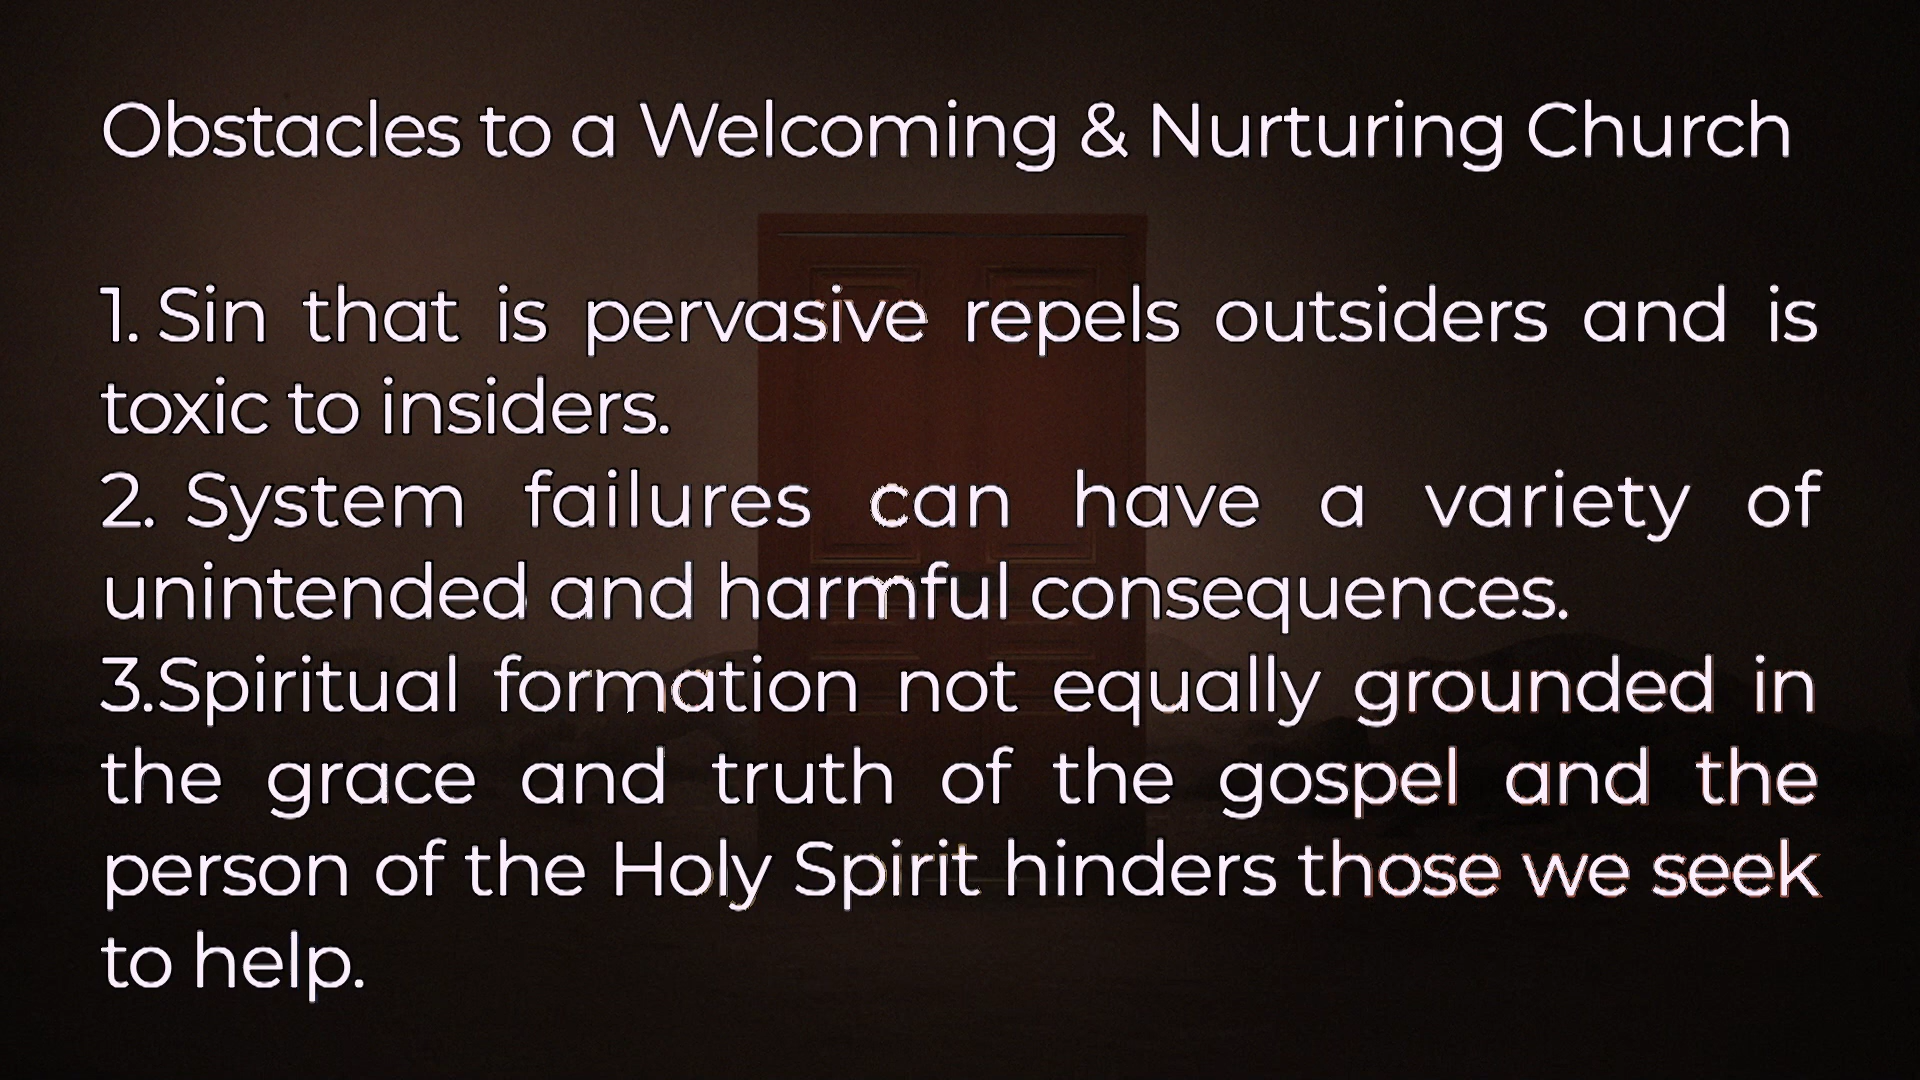 Obstacles to a Welcoming & Nurturing Church
1. Sin that is pervasive repels outsiders and is
toxic to insiders.
2. System failures can have a variety of
unintended and harmful consequences.
3.Spiritual formation not equally grounded in
the grace and truth of the gospel and the
person of the Holy Spirit hinders those we seek
to help.